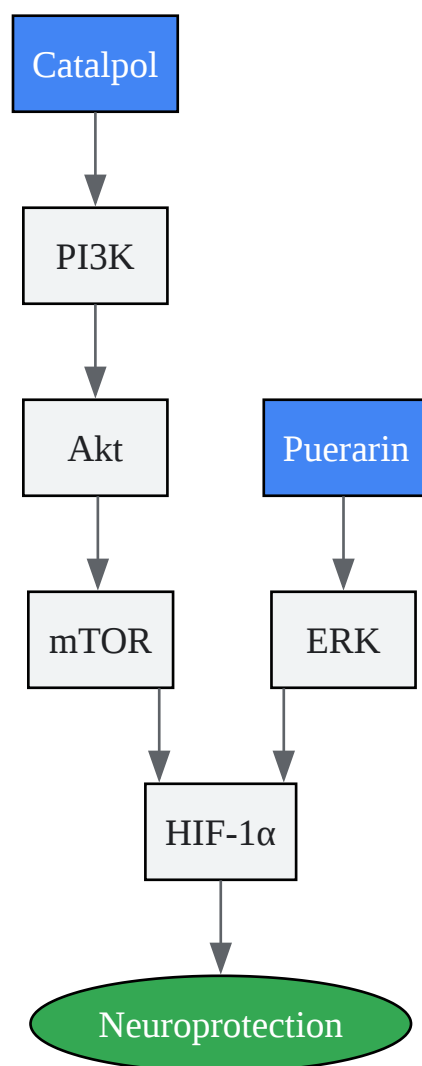 Catalpol
PI3K
Akt
Puerarin
mTOR
ERK
HIF-1α
Neuroprotection